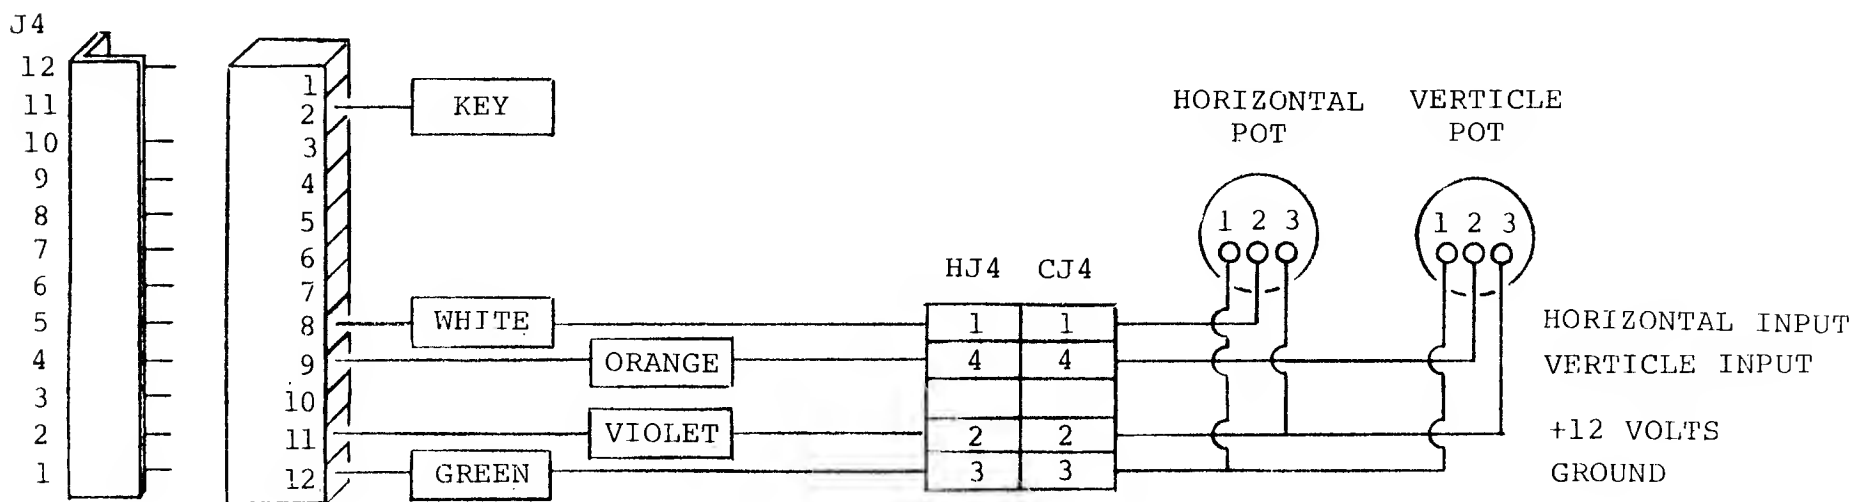 J4
12
11
10
9
8
7
6
5
4
3
2
1
1
2
3
4
5
6
7
8
9
10
11
12
KEY
WHITE
ORANGE
VIOLET
GREEN
HJ4 CJ4
1 1
4 4
2 2
3 3
HORIZONTAL
POT
1 2 3
VERTICLE
POT
1 2 3
HORIZONTAL INPUT
VERTICLE INPUT
+12 VOLTS
GROUND